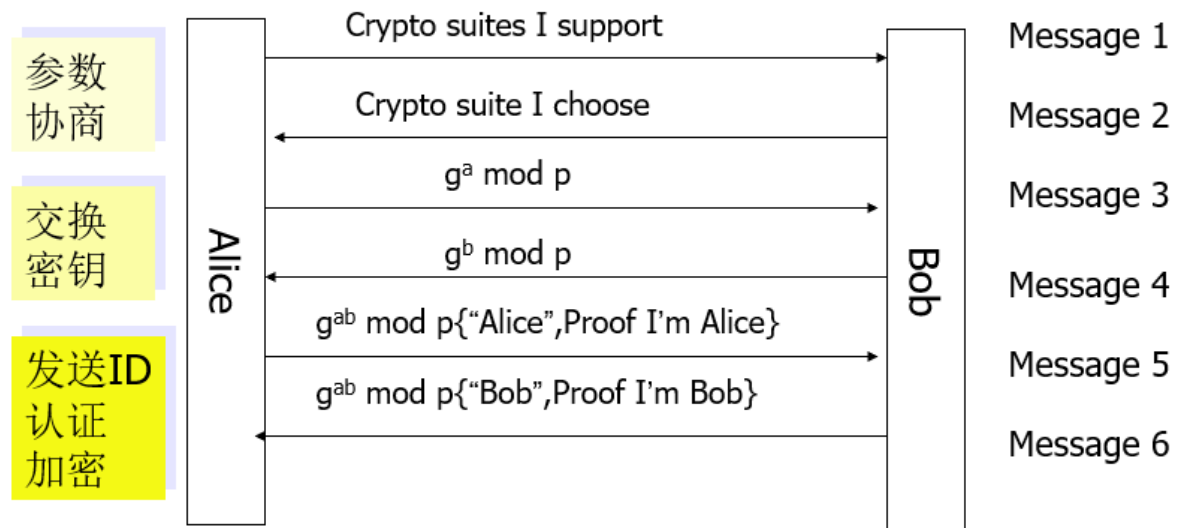 Crypto suites I support
Message 1
参数
协商
Crypto suite I choose
Message 2
gᵃ mod p
Message 3
交换
密钥
Alice
Bob
gᵇ mod p
Message 4
gᵃᵇ mod p{“Alice”,Proof I’m Alice}
Message 5
发送ID
认证
加密
gᵃᵇ mod p{“Bob”,Proof I’m Bob}
Message 6